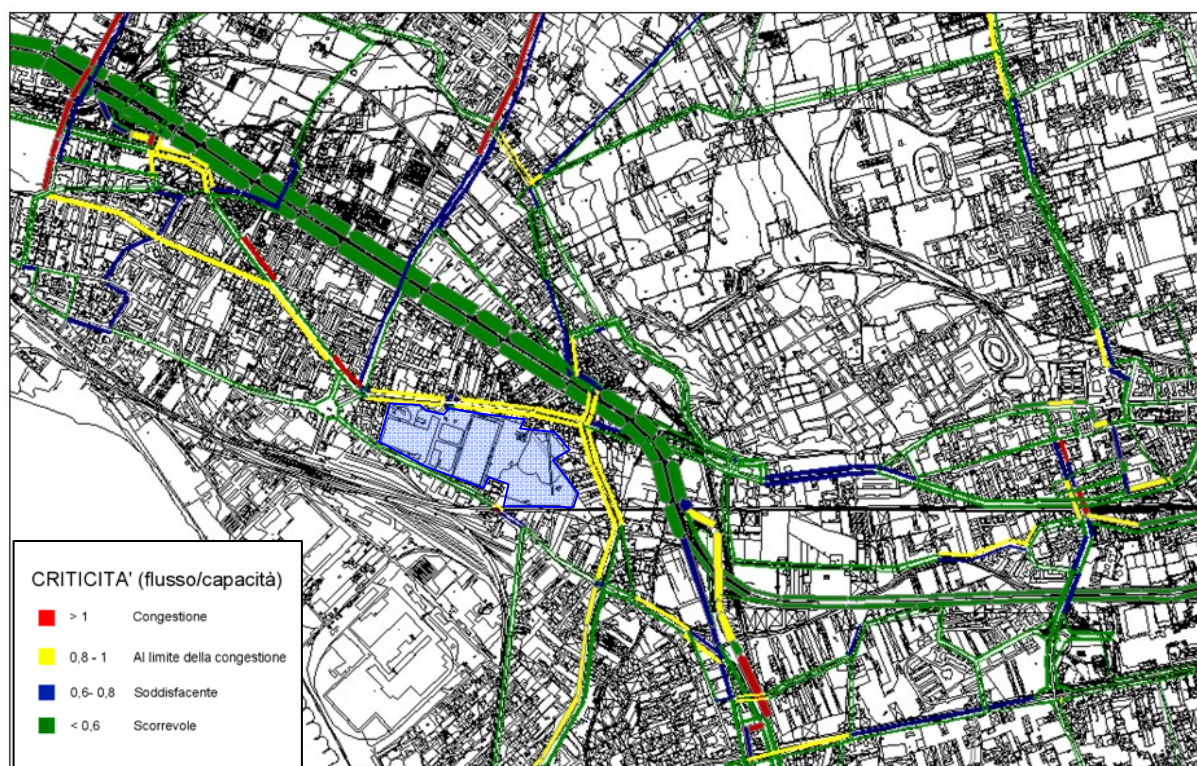 CRITICITA' (flusso/capacità)
> 1 Congestione
0,8 - 1 Al limite della congestione
0,6- 0,8 Soddisfacente
< 0,6 Scorrevole